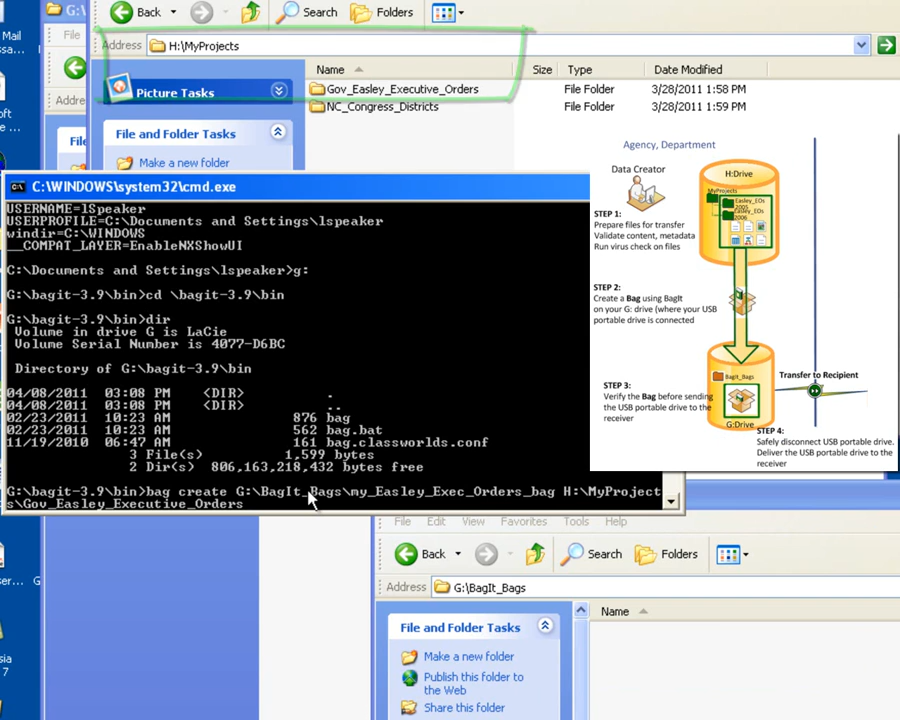 Back Search Folders
G:\
File
Address H:\MyProjects
Name Size Type Date Modified
Picture Tasks
Gov_Easley_Executive_Orders File Folder 3/28/2011 1:58 PM
NC_Congress_Districts File Folder 3/28/2011 1:59 PM
File and Folder Tasks
Make a new folder
C:\WINDOWS\system32\cmd.exe
USERNAME=lSpeaker
USERPROFILE=C:\Documents and Settings\lspeaker
windir=C:\WINDOWS
__COMPAT_LAYER=EnableNXShowUI
C:\Documents and Settings\lspeaker>g:
G:\bagit-3.9\bin>cd \bagit-3.9\bin
G:\bagit-3.9\bin>dir
Volume in drive G is LaCie
Volume Serial Number is 4077-D6BC
Directory of G:\bagit-3.9\bin
04/08/2011 03:08 PM <DIR> .
04/08/2011 03:08 PM <DIR> ..
02/23/2011 10:23 AM 876 bag
02/23/2011 10:23 AM 562 bag.bat
11/19/2010 06:47 AM 161 bag.classworlds.conf
3 File(s) 1,599 bytes
2 Dir(s) 806,163,218,432 bytes free
G:\bagit-3.9\bin>bag create G:\BagIt_Bags\my_Easley_Exec_Orders_bag H:\MyProject
s\Gov_Easley_Executive_Orders
Agency, Department
Data Creator
H:Drive
MyProjects
Easley_EOs
2005
Easley_EOs
2006
STEP 1:
Prepare files for transfer
Validate content, metadata
Run virus check on files
STEP 2:
Create a Bag using BagIt
on your G: drive (where your USB
portable drive is connected
BagIt_Bags
Transfer to Recipient
STEP 3:
Verify the Bag before sending
the USB portable drive to the
receiver
G:Drive
STEP 4:
Safely disconnect USB portable drive.
Deliver the USB portable drive to the
receiver
File Edit View Favorites Tools Help
Back Search Folders
Address G:\BagIt_Bags
Name
File and Folder Tasks
Make a new folder
Publish this folder to
the Web
Share this folder